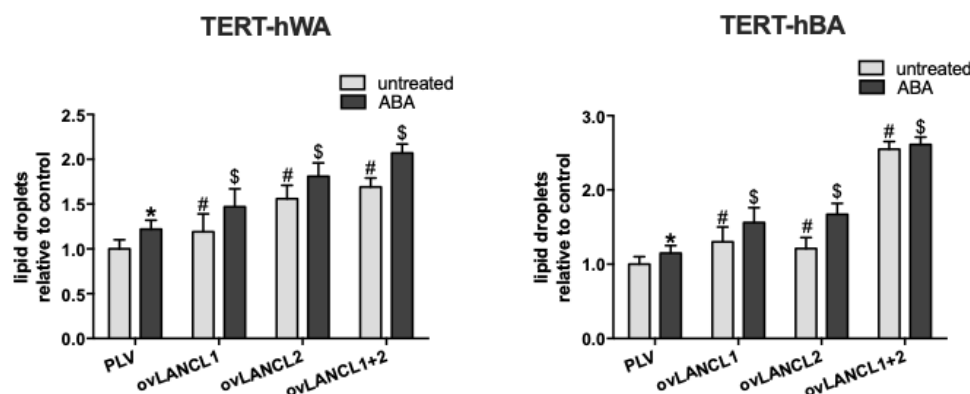 TERT-hWA
untreated
ABA
lipid droplets
relative to control
2.5
2.0
1.5
1.0
0.5
0.0
*
#
$
#
$
#
$
PLV
ovLANCL1
ovLANCL2
ovLANCL1+2
TERT-hBA
untreated
ABA
lipid droplets
relative to control
3.0
2.0
1.0
0.0
*
#
$
#
$
#
$
PLV
ovLANCL1
ovLANCL2
ovLANCL1+2